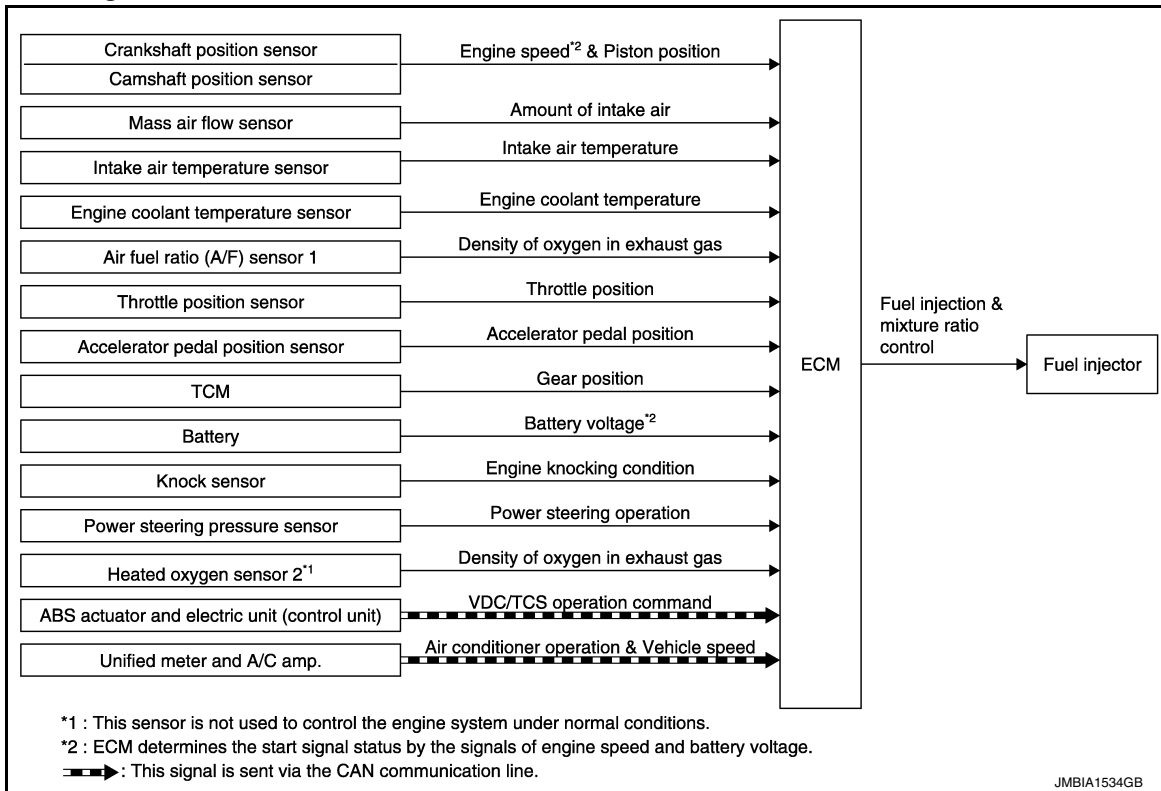 Crankshaft position sensor
Camshaft position sensor
Engine speed*2 & Piston position
Mass air flow sensor
Amount of intake air
Intake air temperature sensor
Intake air temperature
Engine coolant temperature sensor
Engine coolant temperature
Air fuel ratio (A/F) sensor 1
Density of oxygen in exhaust gas
Throttle position sensor
Throttle position
Accelerator pedal position sensor
Accelerator pedal position
TCM
Gear position
Battery
Battery voltage*2
Knock sensor
Engine knocking condition
Power steering pressure sensor
Power steering operation
Heated oxygen sensor 2*1
Density of oxygen in exhaust gas
ABS actuator and electric unit (control unit)
VDC/TCS operation command
Unified meter and A/C amp.
Air conditioner operation & Vehicle speed
ECM
Fuel injection &
mixture ratio
control
Fuel injector
*1 : This sensor is not used to control the engine system under normal conditions.
*2 : ECM determines the start signal status by the signals of engine speed and battery voltage.
: This signal is sent via the CAN communication line.
JMBIA1534GB